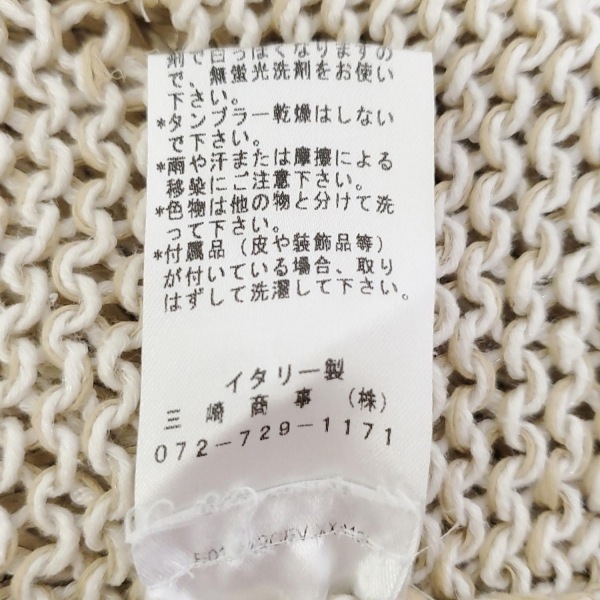 剤で白っぽくなりますの
で、無蛍光洗剤をお使い
下さい。
*タンブラー乾燥はしない
で下さい。
*雨や汗または摩擦による
移染にご注意下さい。
*色物は他の物と分けて洗
って下さい。
*付属品（皮や装飾品等）
が付いている場合、取り
はずして洗濯して下さい。
イタリー製
三崎商事（株）
072-729-1171